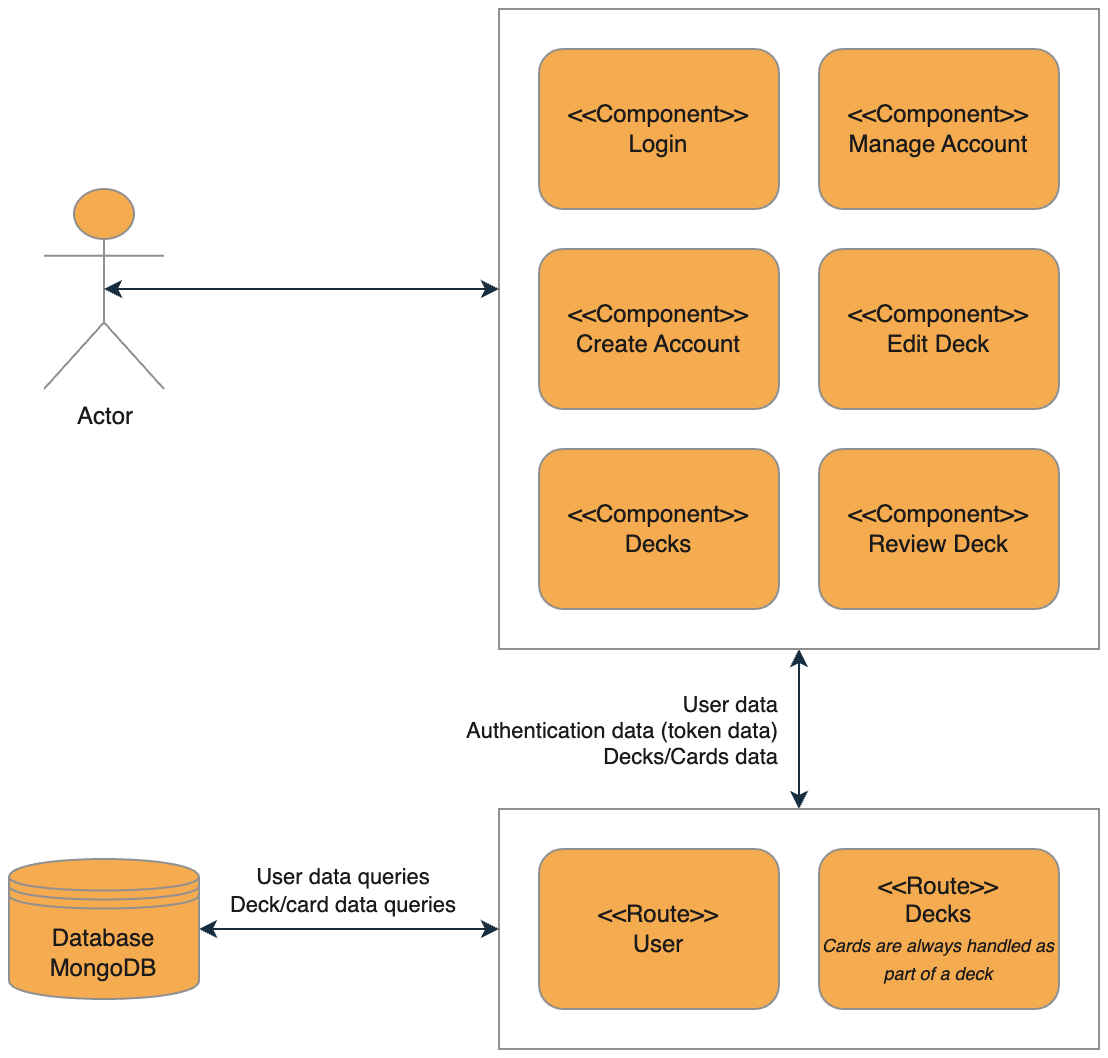 <<Component>>
Login
<<Component>>
Manage Account
<<Component>>
Create Account
<<Component>>
Edit Deck
Actor
<<Component>>
Decks
<<Component>>
Review Deck
User data
Authentication data (token data)
Decks/Cards data
User data queries
Deck/card data queries
Database
MongoDB
<<Route>>
User
<<Route>>
Decks
Cards are always handled as
part of a deck